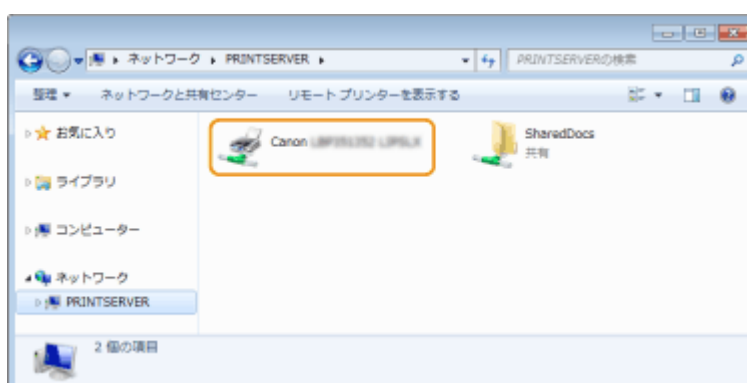 ネットワーク ▸ PRINTSERVER ▸
PRINTSERVERの検索
整理 ネットワークと共有センター リモート プリンターを表示する
お気に入り
ライブラリ
コンピューター
ネットワーク
PRINTSERVER
Canon
SharedDocs
共有
2 個の項目